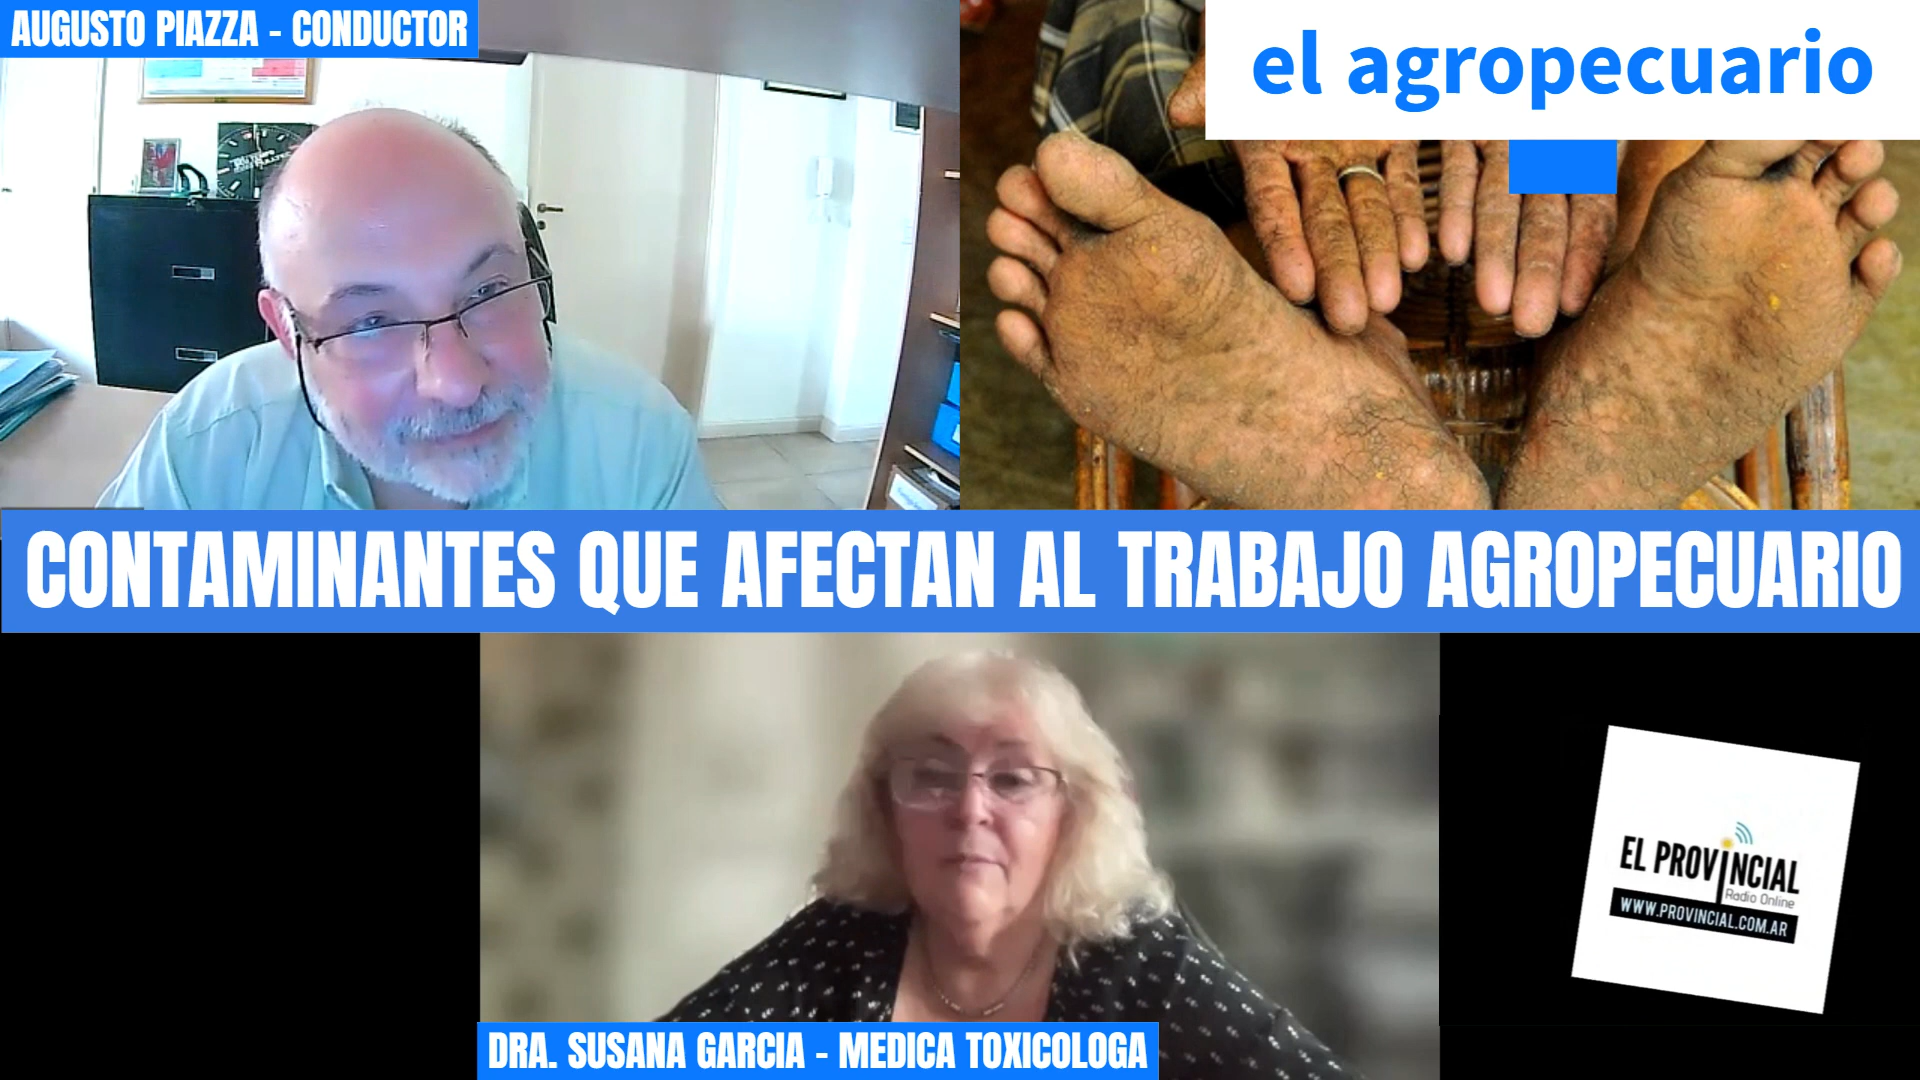 AUGUSTO PIAZZA - CONDUCTOR
el agropecuario
CONTAMINANTES QUE AFECTAN AL TRABAJO AGROPECUARIO
EL PROVINCIAL
Radio Online
WWW.PROVINCIAL.COM.AR
DRA. SUSANA GARCIA - MEDICA TOXICOLOGA